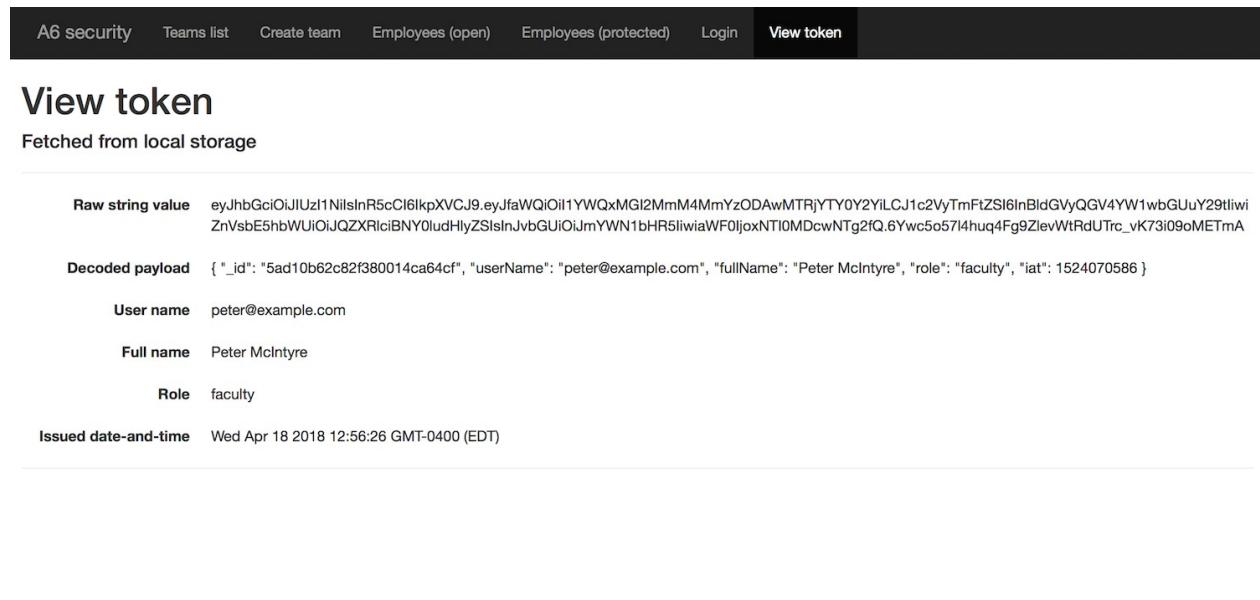 A6 security Teams list Create team Employees (open) Employees (protected) Login View token
View token
Fetched from local storage
Raw string value eyJhbGciOiJIUzI1NiIsInR5cCI6IkpXVCJ9.eyJfaWQiOiI1YWQxMGI2MmM4MmYzODAwMTRjYTY0Y2YiLCJ1c2VyTmFtZSI6InBldGVyQGV4YW1wbGUuY29tIiwi
ZnVsbE5hbWUiOiJQZXRlciBNY0ludHlyZSIsInJvbGUiOiJmYWN1bHR5IiwiaWF0IjoxNTI0MDcwNTg2fQ.6Ywc5o57l4huq4Fg9ZlevWtRdUTrc_vK73i09oMETmA
Decoded payload { "_id": "5ad10b62c82f380014ca64cf", "userName": "peter@example.com", "fullName": "Peter McIntyre", "role": "faculty", "iat": 1524070586 }
User name peter@example.com
Full name Peter McIntyre
Role faculty
Issued date-and-time Wed Apr 18 2018 12:56:26 GMT-0400 (EDT)